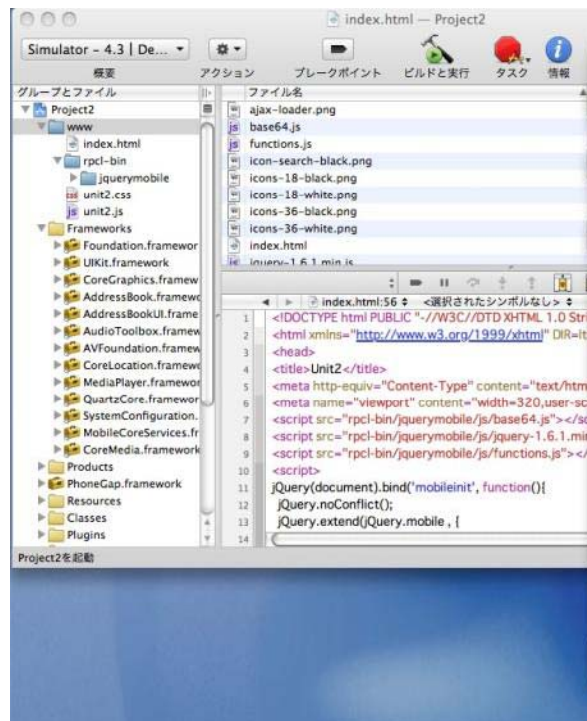 index.html — Project2
Simulator – 4.3 | De...
概要
アクション
ブレークポイント
ビルドと実行
タスク
情報
グループとファイル
Project2
www
index.html
rpcl-bin
jquerymobile
unit2.css
unit2.js
Frameworks
Foundation.framewor
UIKit.framework
CoreGraphics.framew
AddressBook.framewo
AddressBookUI.frame
AudioToolbox.framew
AVFoundation.framew
CoreLocation.framewo
MediaPlayer.framewor
QuartzCore.framewor
SystemConfiguration.
MobileCoreServices.fr
CoreMedia.framework
Products
PhoneGap.framework
Resources
Classes
Plugins
ファイル名
ajax-loader.png
base64.js
functions.js
icon-search-black.png
icons-18-black.png
icons-18-white.png
icons-36-black.png
icons-36-white.png
index.html
jquery-1.6.1.min.js
index.html:56 <選択されたシンボルなし>
1 <!DOCTYPE html PUBLIC "-//W3C//DTD XHTML 1.0 Stri
2 <html xmlns="http://www.w3.org/1999/xhtml" DIR=lt
3 <head>
4 <title>Unit2</title>
5 <meta http-equiv="Content-Type" content="text/htm
6 <meta name="viewport" content="width=320,user-sc
7 <script src="rpcl-bin/jquerymobile/js/base64.js"></sc
8 <script src="rpcl-bin/jquerymobile/js/jquery-1.6.1.mi
9 <script src="rpcl-bin/jquerymobile/js/functions.js"></
10 <script>
11 jQuery(document).bind('mobileinit', function(){
12 jQuery.noConflict();
13 jQuery.extend(jQuery.mobile , {
14
Project2を起動